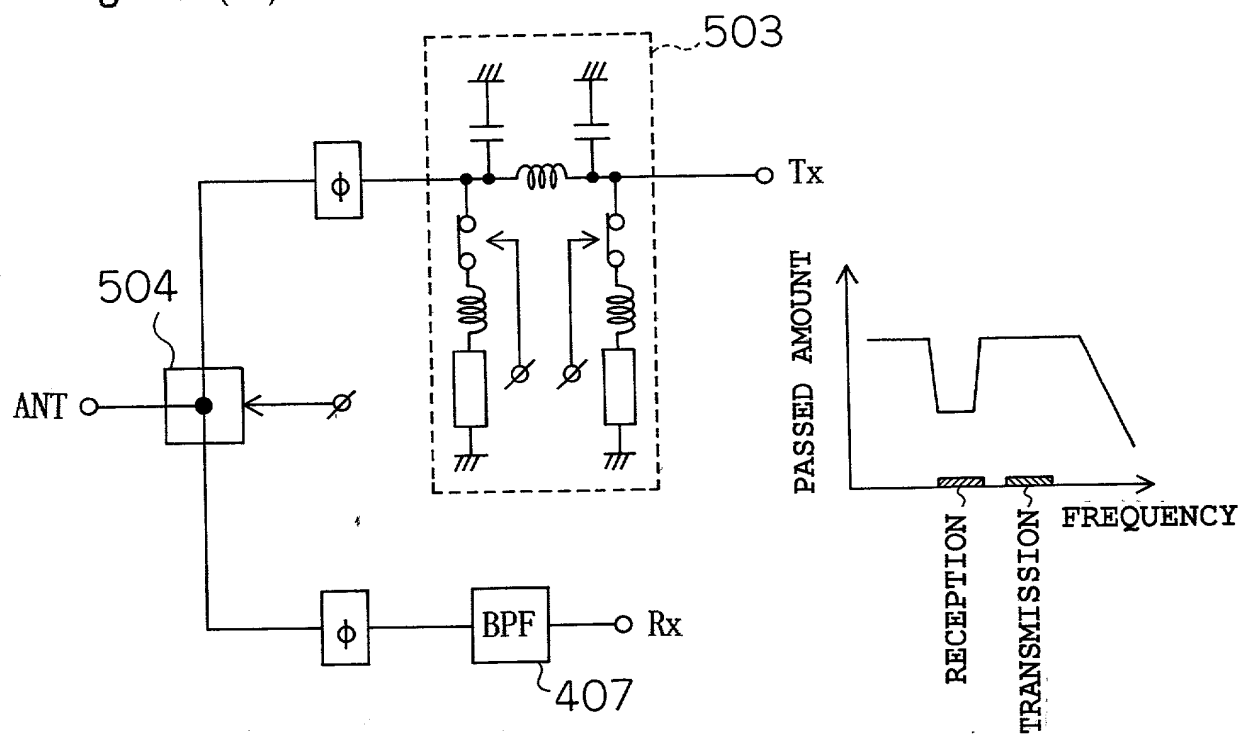 503
ϕ
Tx
504
ANT
PASSED AMOUNT
FREQUENCY
RECEPTION
TRANSMISSION
ϕ
BPF
Rx
407